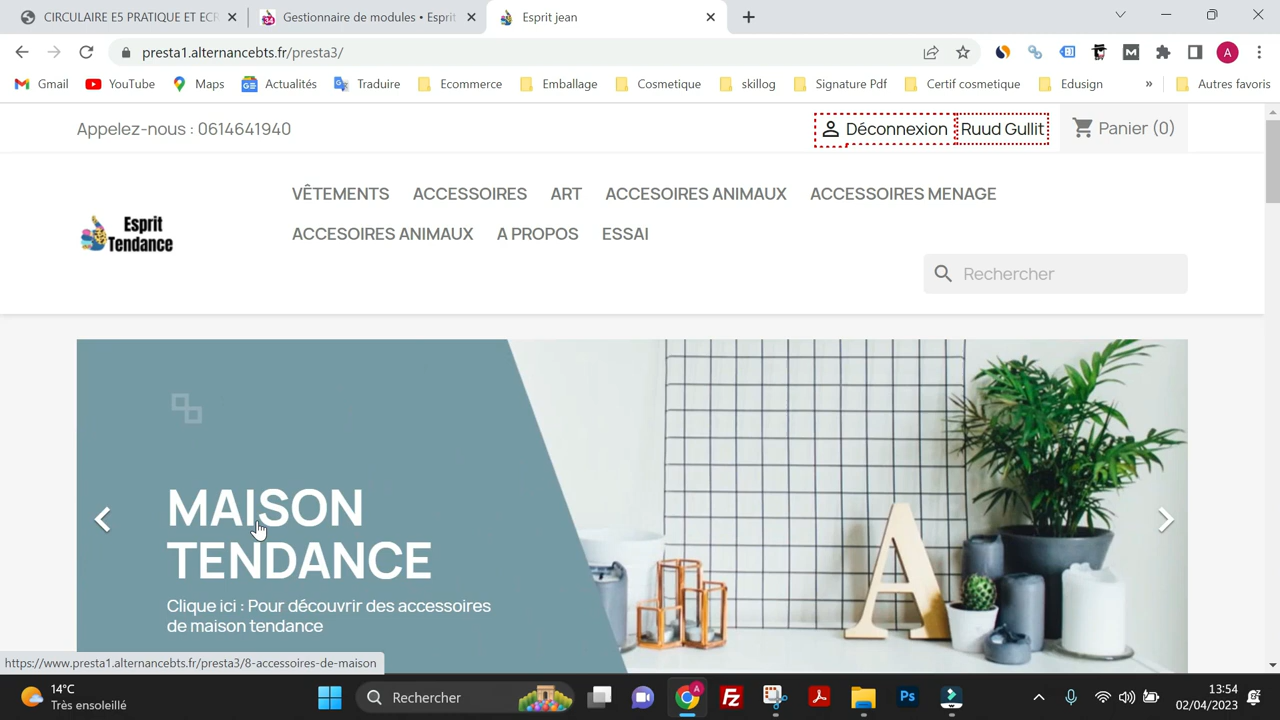 CIRCULAIRE E5 PRATIQUE ET ECR
Gestionnaire de modules • Esprit
Esprit jean
presta1.alternancebts.fr/presta3/
A
Gmail
YouTube
Maps
Actualités
Traduire
Ecommerce
Emballage
Cosmetique
skillog
Signature Pdf
Certif cosmetique
Edusign
»
Autres favoris
Appelez-nous : 0614641940
Déconnexion
Ruud Gullit
Panier (0)
VÊTEMENTS
ACCESSOIRES
ART
ACCESOIRES ANIMAUX
ACCESSOIRES MENAGE
Esprit
Tendance
ACCESOIRES ANIMAUX
A PROPOS
ESSAI
Rechercher
MAISON
TENDANCE
Clique ici : Pour découvrir des accessoires
de maison tendance
A
https://www.presta1.alternancebts.fr/presta3/8-accessoires-de-maison
14°C
Très ensoleillé
Rechercher
13:54
02/04/2023